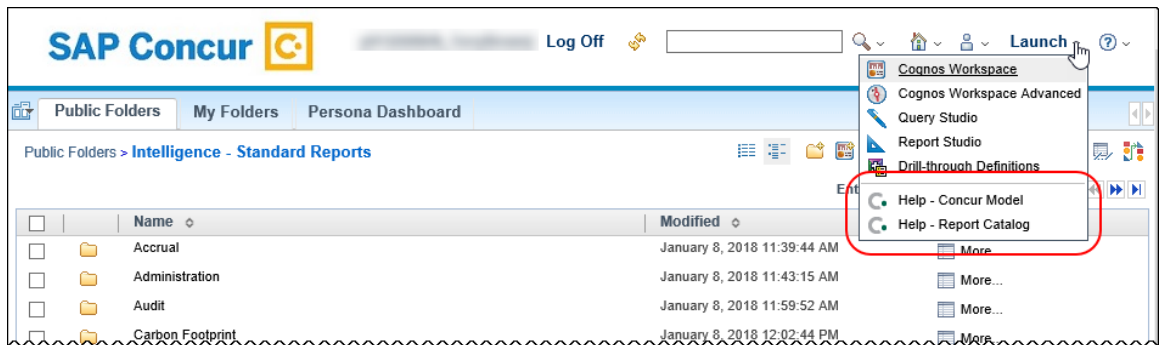 SAP Concur C.
Log Off
Launch
Cognos Workspace
Cognos Workspace Advanced
Query Studio
Report Studio
Drill-through Definitions
Help - Concur Model
Help - Report Catalog
Public Folders My Folders Persona Dashboard
Public Folders > Intelligence - Standard Reports
Ent
Name Modified
Accrual January 8, 2018 11:39:44 AM More...
Administration January 8, 2018 11:43:15 AM More...
Audit January 8, 2018 11:59:52 AM More...
Carbon Footprint January 8, 2018 12:02:44 PM More...